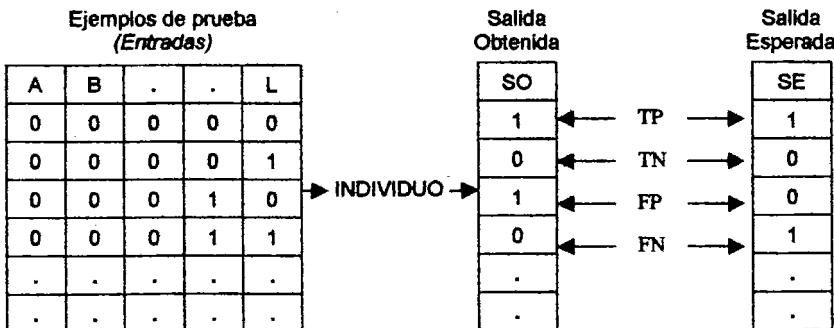 Ejemplos de prueba
(Entradas)
Salida
Obtenida
Salida
Esperada
A B . . L
0 0 0 0 0
0 0 0 0 1
0 0 0 1 0
0 0 0 1 1
. . . . .
. . . . .
INDIVIDUO
SO
1
0
1
0
.
.
TP
TN
FP
FN
SE
1
0
0
1
.
.